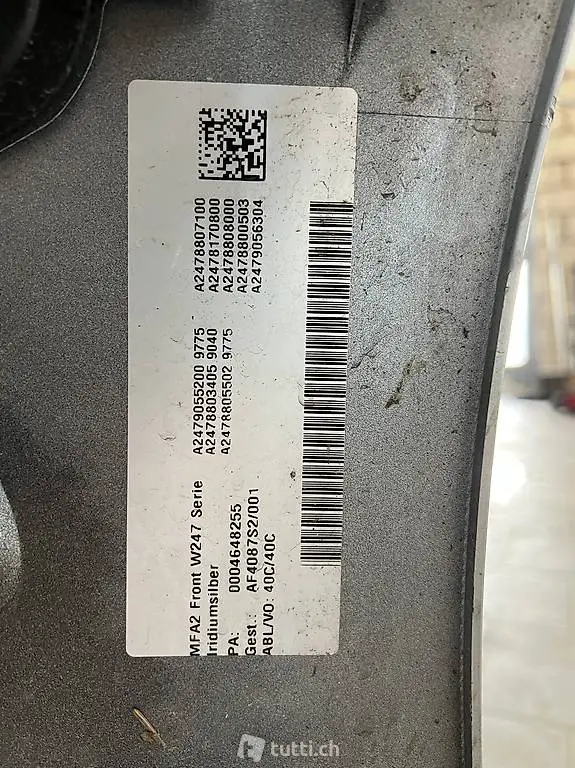 MFA2 Front W247 Serie
Iridiumsilber
PA: 0004648255
Gest.: AF4087S2/001
ABL/VO: 40C/40C
A2479055200 9775 -
A2478803405 9040
A2478805502 9775
A2478807100
A2478170800
A2478808000
A2478800503
A2479056304
tutti.ch